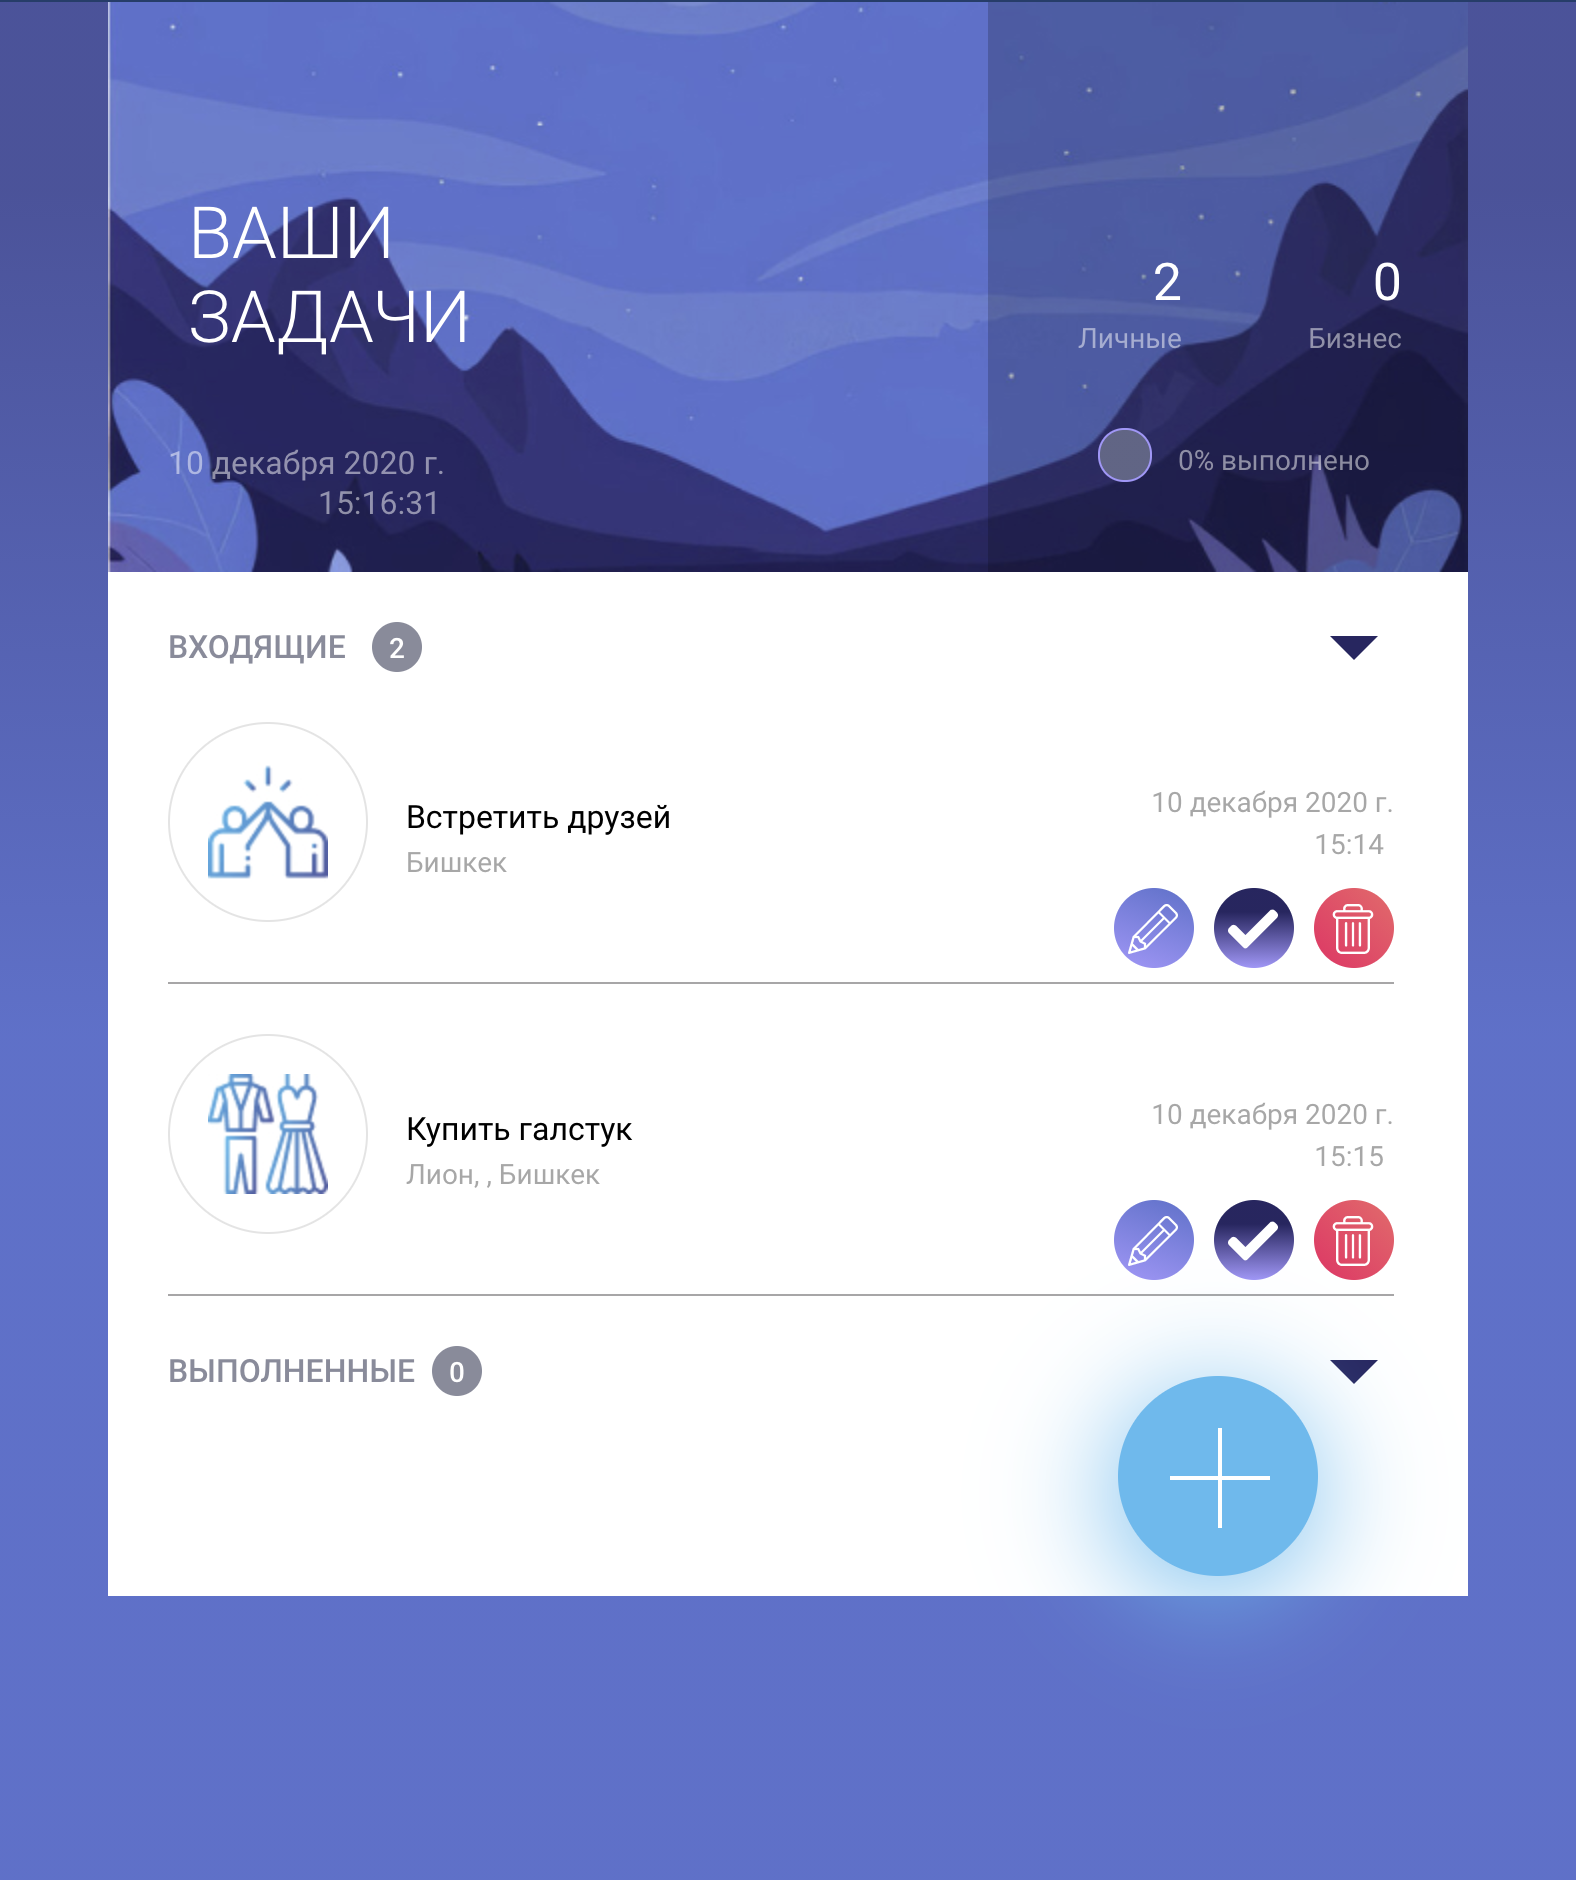 ВАШИ
ЗАДАЧИ
2
0
Личные
Бизнес
10 декабря 2020 г.
15:16:31
0% выполнено
ВХОДЯЩИЕ 2
Встретить друзей
Бишкек
10 декабря 2020 г.
15:14
Купить галстук
Лион, , Бишкек
10 декабря 2020 г.
15:15
ВЫПОЛНЕННЫЕ 0